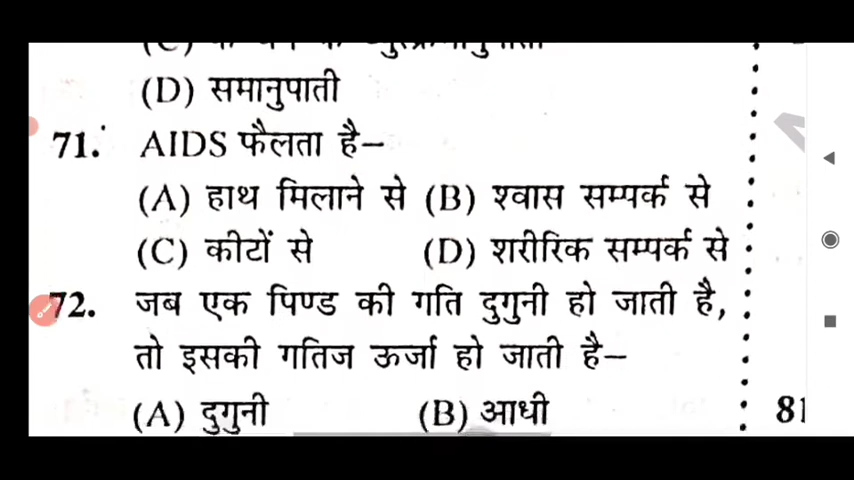 (D) समानुपाती
71. AIDS फैलता है–
(A) हाथ मिलाने से (B) श्वास सम्पर्क से
(C) कीटों से (D) शरीरिक सम्पर्क से
72. जब एक पिण्ड की गति दुगुनी हो जाती है,
तो इसकी गतिज ऊर्जा हो जाती है–
(A) दुगुनी (B) आधी
81